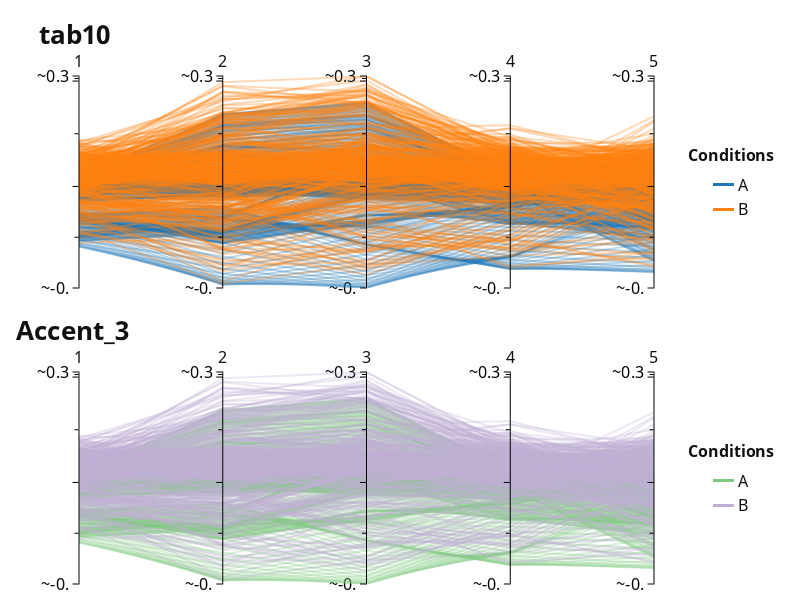 tab10
1 2 3 4 5
~0.3 ~0.3 ~0.3 ~0.3 ~0.3
Conditions
A
B
~-0. ~-0. ~-0. ~-0. ~-0.
Accent_3
1 2 3 4 5
~0.3 ~0.3 ~0.3 ~0.3 ~0.3
Conditions
A
B
~-0. ~-0. ~-0. ~-0. ~-0.